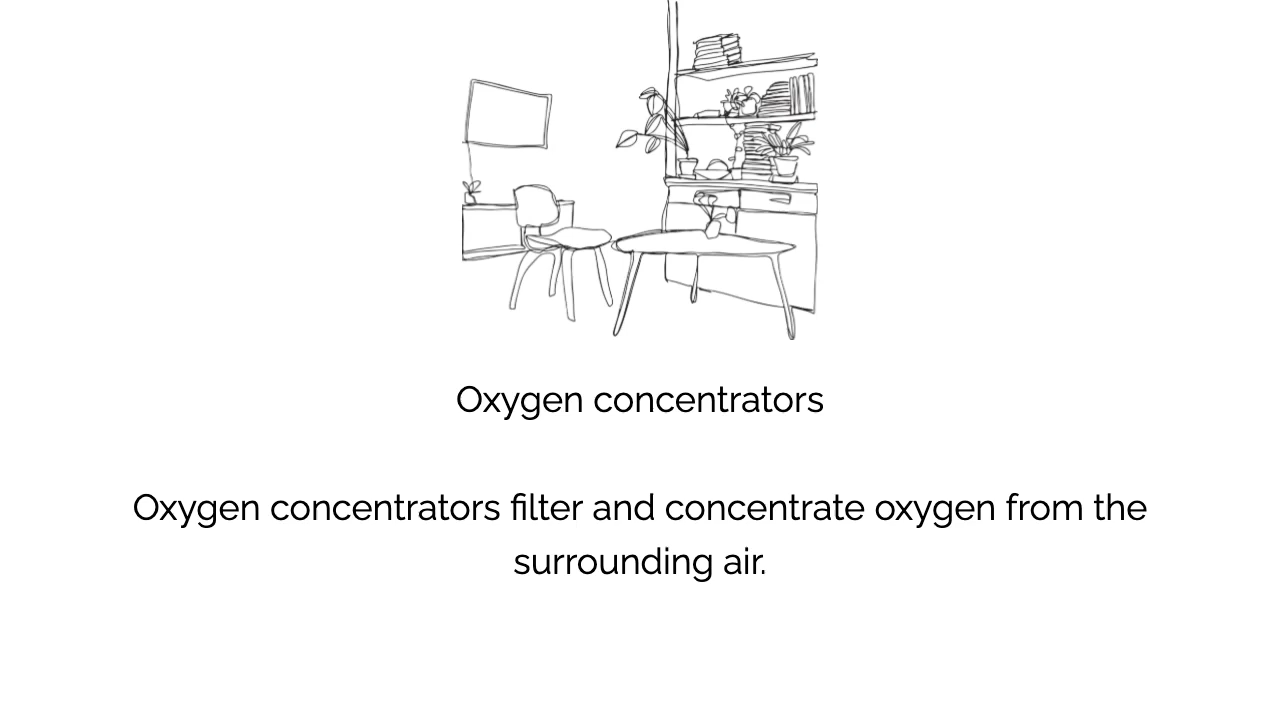 Oxygen concentrators
Oxygen concentrators filter and concentrate oxygen from the
surrounding air.